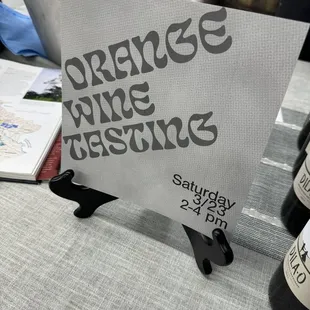 ORANGE
WINE
TASTING
Saturday
3/23
2-4 pm